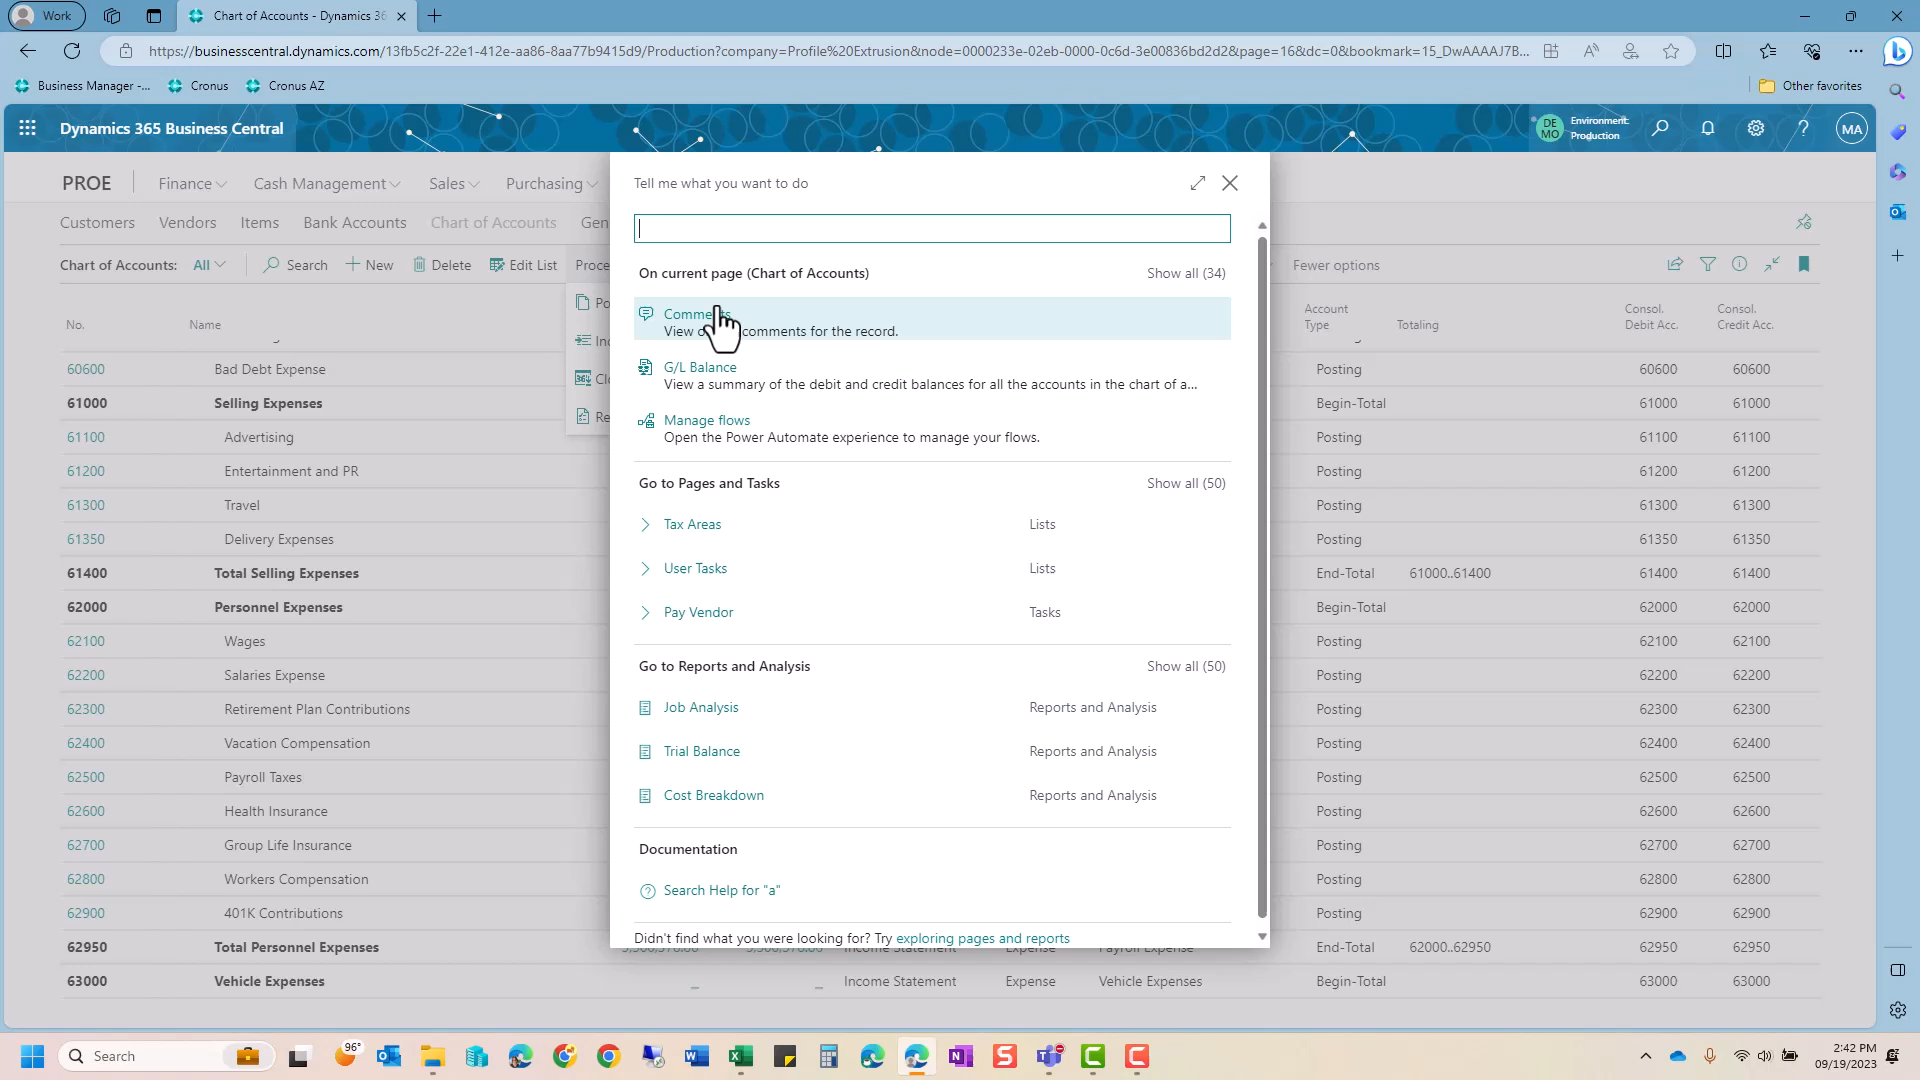 Work
Chart of Accounts - Dynamics 365
https://businesscentral.dynamics.com/13fb5c2f-22e1-412e-aa86-8aa77b9415d9/Production?company=Profile%20Extrusion&node=0000233e-02eb-0000-0c6d-3e00836bd2d2&page=16&dc=0&bookmark=15_DwAAAAJ7B...
Business Manager -... Cronus Cronus AZ Other favorites
Dynamics 365 Business Central DE MO Environment: Production ? MA
PROE Finance Cash Management Sales Purchasing
Customers Vendors Items Bank Accounts Chart of Accounts Gen
Chart of Accounts: All Search New Delete Edit List Proce Fewer options
No. Name Account Type Totaling Consol. Debit Acc. Consol. Credit Acc.
Po
In
Clo
Re
Tell me what you want to do
On current page (Chart of Accounts) Show all (34)
Comments
View comments for the record.
G/L Balance
View a summary of the debit and credit balances for all the accounts in the chart of a...
Manage flows
Open the Power Automate experience to manage your flows.
Go to Pages and Tasks Show all (50)
Tax Areas Lists
User Tasks Lists
Pay Vendor Tasks
Go to Reports and Analysis Show all (50)
Job Analysis Reports and Analysis
Trial Balance Reports and Analysis
Cost Breakdown Reports and Analysis
Documentation
Search Help for "a"
Didn't find what you were looking for? Try exploring pages and reports
60600 Bad Debt Expense Posting 60600 60600
61000 Selling Expenses Begin-Total 61000 61000
61100 Advertising Posting 61100 61100
61200 Entertainment and PR Posting 61200 61200
61300 Travel Posting 61300 61300
61350 Delivery Expenses Posting 61350 61350
61400 Total Selling Expenses End-Total 61000..61400 61400 61400
62000 Personnel Expenses Begin-Total 62000 62000
62100 Wages Posting 62100 62100
62200 Salaries Expense Posting 62200 62200
62300 Retirement Plan Contributions Posting 62300 62300
62400 Vacation Compensation Posting 62400 62400
62500 Payroll Taxes Posting 62500 62500
62600 Health Insurance Posting 62600 62600
62700 Group Life Insurance Posting 62700 62700
62800 Workers Compensation Posting 62800 62800
62900 401K Contributions Posting 62900 62900
62950 Total Personnel Expenses Income Statement Expense Payroll Expense End-Total 62000..62950 62950 62950
63000 Vehicle Expenses _ _ Income Statement Expense Vehicle Expenses Begin-Total 63000 63000
Search 96° 2:42 PM
09/19/2023